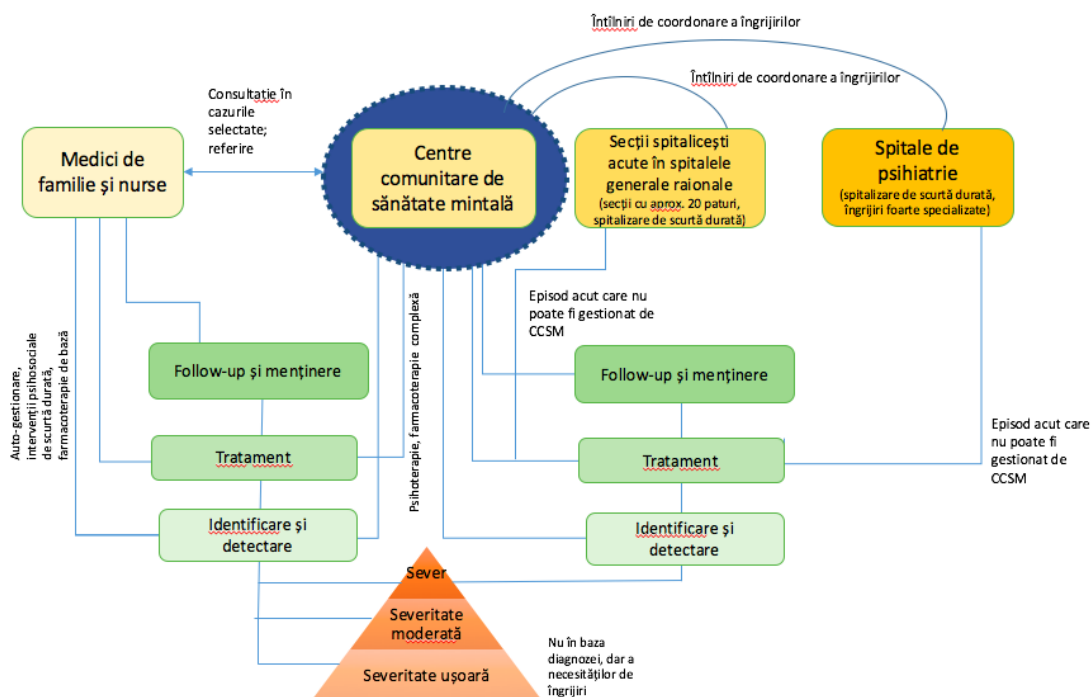 Întîlniri de coordonare a îngrijirilor
Întîlniri de coordonare a îngrijirilor
Consultație în
cazurile
selectate;
referire
Medici de
familie și nurse
Centre
comunitare de
sănătate mintală
Secții spitalicești
acute în spitalele
generale raionale
(secții cu aprox. 20 paturi,
spitalizare de scurtă durată)
Spitale de
psihiatrie
(spitalizare de scurtă durată,
îngrijiri foarte specializate)
Auto-gestionare,
intervenții psihosociale
de scurtă durată,
farmacoterapie de bază
Psihoterapie, farmacoterapie complexă
Episod acut care nu
poate fi gestionat de
CCSM
Follow-up și menținere
Tratament
Identificare și
detectare
Follow-up și menținere
Tratament
Identificare și
detectare
Episod acut care
nu poate fi
gestionat de
CCSM
Sever
Severitate
moderată
Severitate ușoară
Nu în baza
diagnozei, dar a
necesităților de
îngrijiri